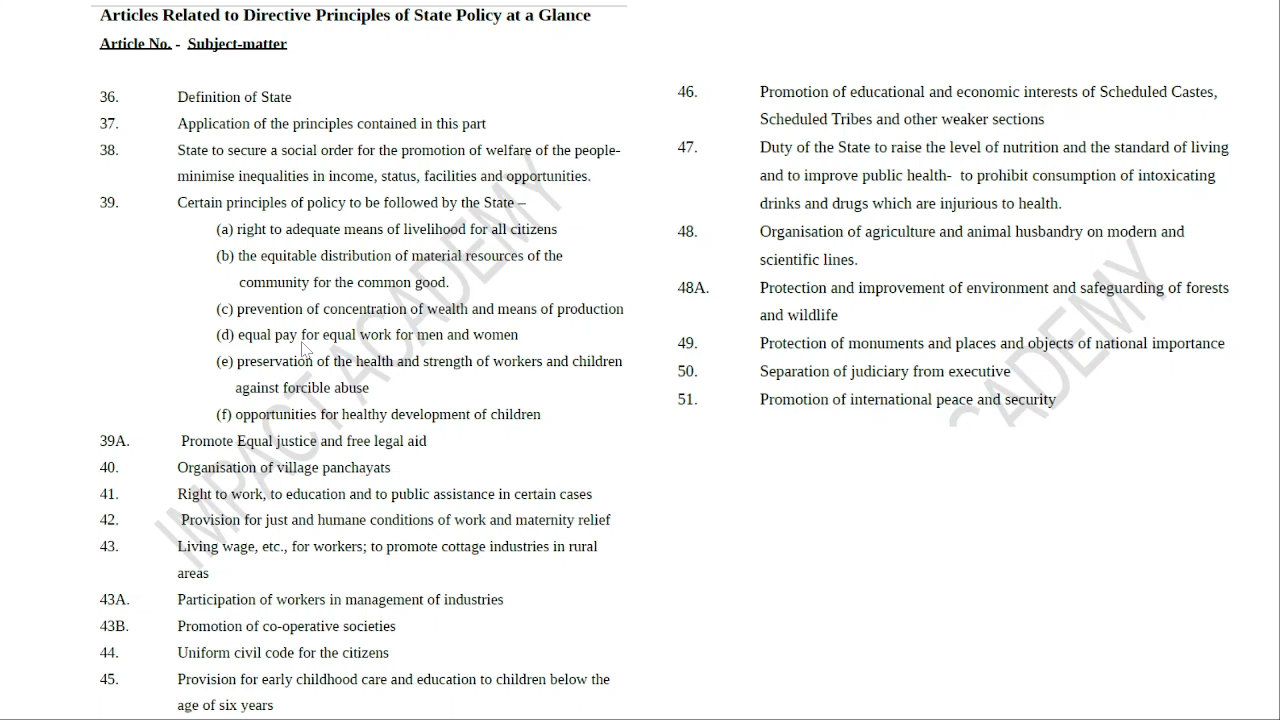 Articles Related to Directive Principles of State Policy at a Glance
Article No. - Subject-matter
36. Definition of State
37. Application of the principles contained in this part
38. State to secure a social order for the promotion of welfare of the people-
minimise inequalities in income, status, facilities and opportunities.
39. Certain principles of policy to be followed by the State –
(a) right to adequate means of livelihood for all citizens
(b) the equitable distribution of material resources of the
community for the common good.
(c) prevention of concentration of wealth and means of production
(d) equal pay for equal work for men and women
(e) preservation of the health and strength of workers and children
against forcible abuse
(f) opportunities for healthy development of children
39A. Promote Equal justice and free legal aid
40. Organisation of village panchayats
41. Right to work, to education and to public assistance in certain cases
42. Provision for just and humane conditions of work and maternity relief
43. Living wage, etc., for workers; to promote cottage industries in rural
areas
43A. Participation of workers in management of industries
43B. Promotion of co-operative societies
44. Uniform civil code for the citizens
45. Provision for early childhood care and education to children below the
age of six years
46. Promotion of educational and economic interests of Scheduled Castes,
Scheduled Tribes and other weaker sections
47. Duty of the State to raise the level of nutrition and the standard of living
and to improve public health- to prohibit consumption of intoxicating
drinks and drugs which are injurious to health.
48. Organisation of agriculture and animal husbandry on modern and
scientific lines.
48A. Protection and improvement of environment and safeguarding of forests
and wildlife
49. Protection of monuments and places and objects of national importance
50. Separation of judiciary from executive
51. Promotion of international peace and security
IMPACT ACADEMY
CADEMY